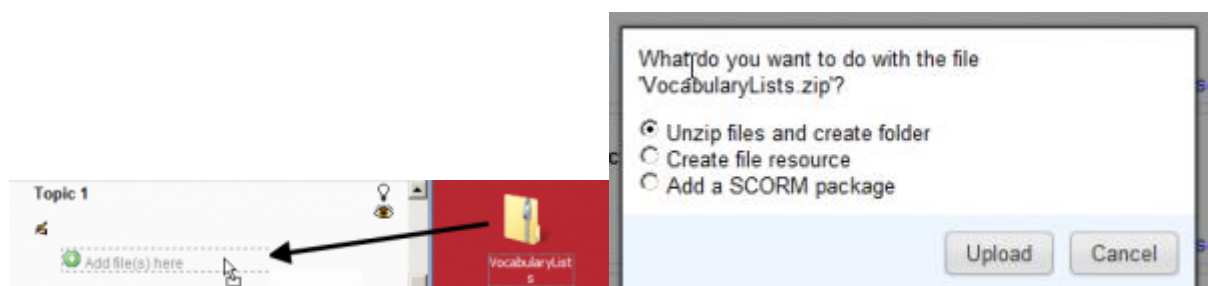 Topic 1
Add file(s) here
VocabularyList
s
What do you want to do with the file
'VocabularyLists.zip'?
Unzip files and create folder
Create file resource
Add a SCORM package
Upload
Cancel